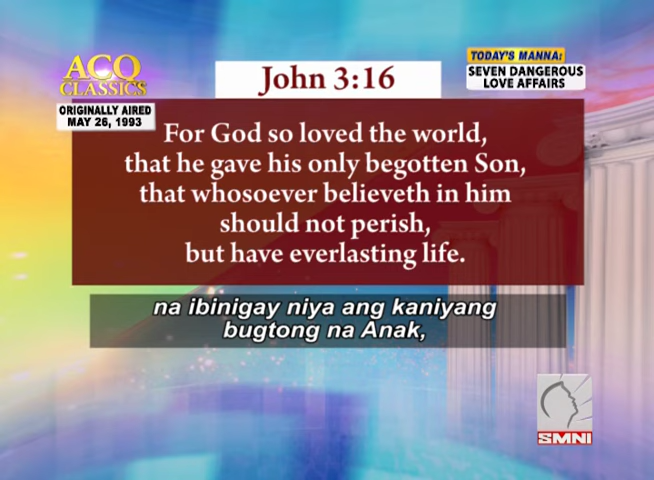 ACQ
CLASSICS
ORIGINALLY AIRED
MAY 26, 1993
TODAY'S MANNA:
SEVEN DANGEROUS
LOVE AFFAIRS
John 3:16
For God so loved the world,
that he gave his only begotten Son,
that whosoever believeth in him
should not perish,
but have everlasting life.
na ibinigay niya ang kaniyang
bugtong na Anak,
SMNI